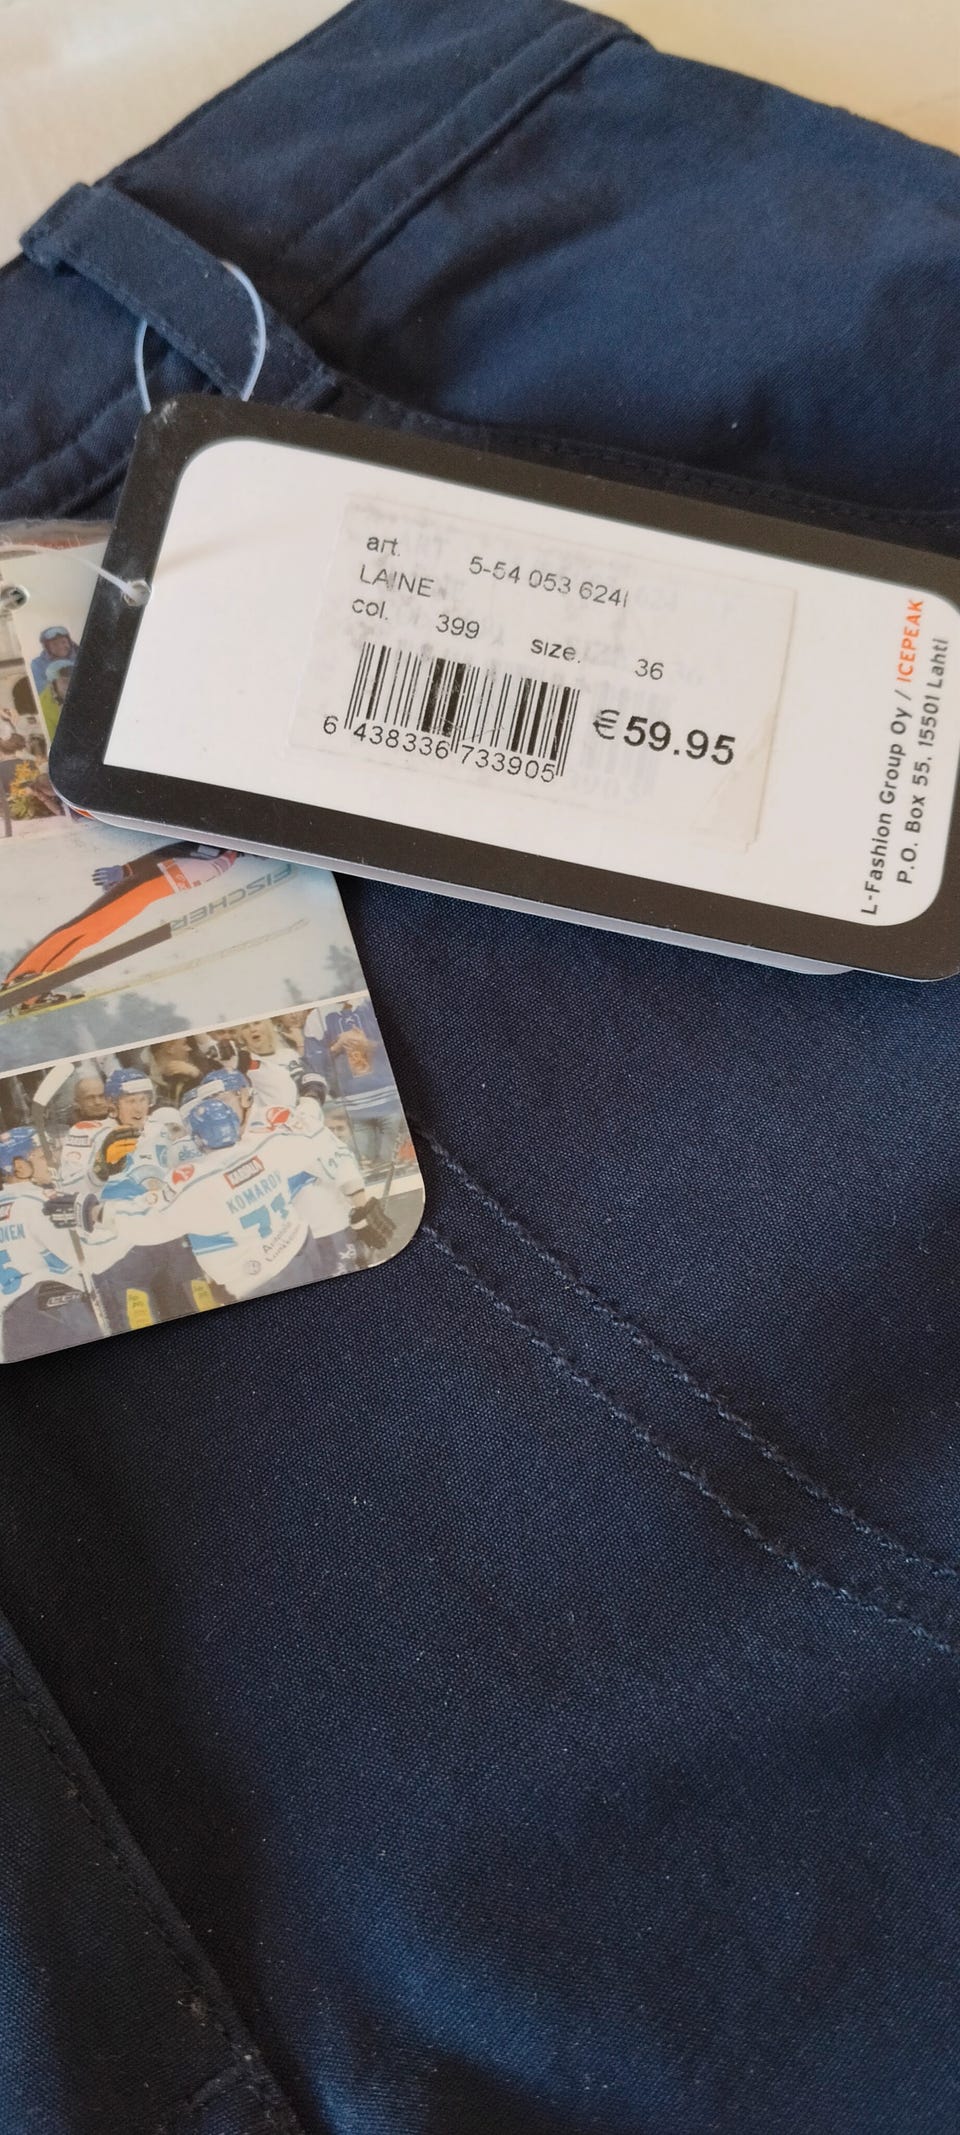 art. 5-54 053 624I
LAINE
col. 399 size. 36
6 438336 733905
€59.95
L-Fashion Group Oy / ICEPEAK
P.O. Box 55, 15501 Lahti
FISCHER
KOMAROV
71